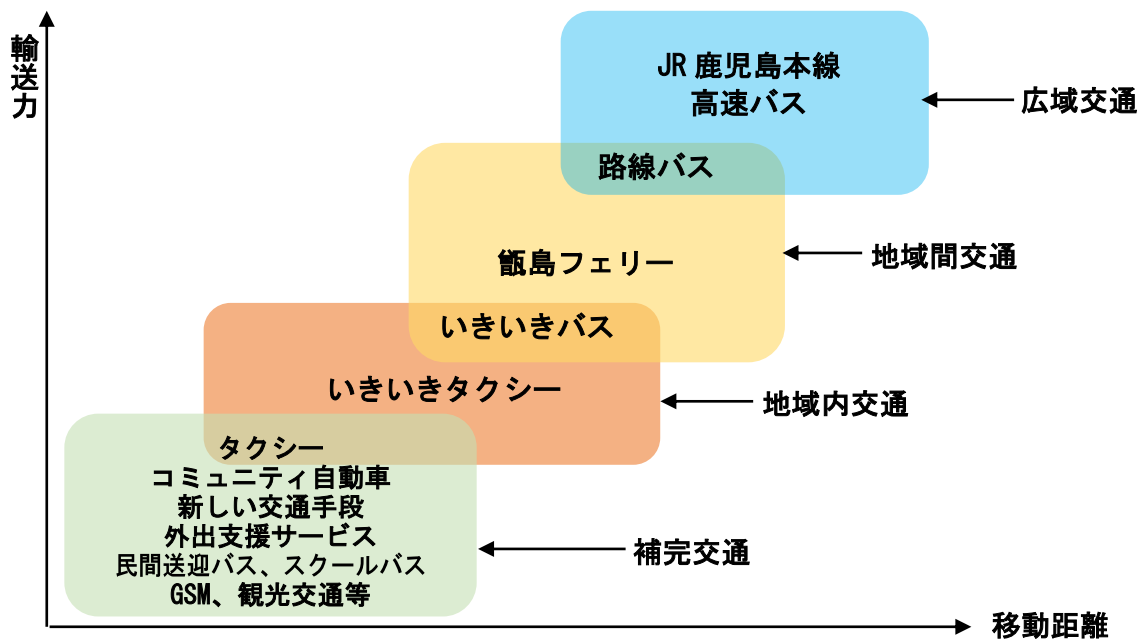 輸送力
JR鹿児島本線
高速バス
広域交通
路線バス
甑島フェリー
地域間交通
いきいきバス
いきいきタクシー
地域内交通
タクシー
コミュニティ自動車
新しい交通手段
外出支援サービス
民間送迎バス、スクールバス
GSM、観光交通等
補完交通
移動距離